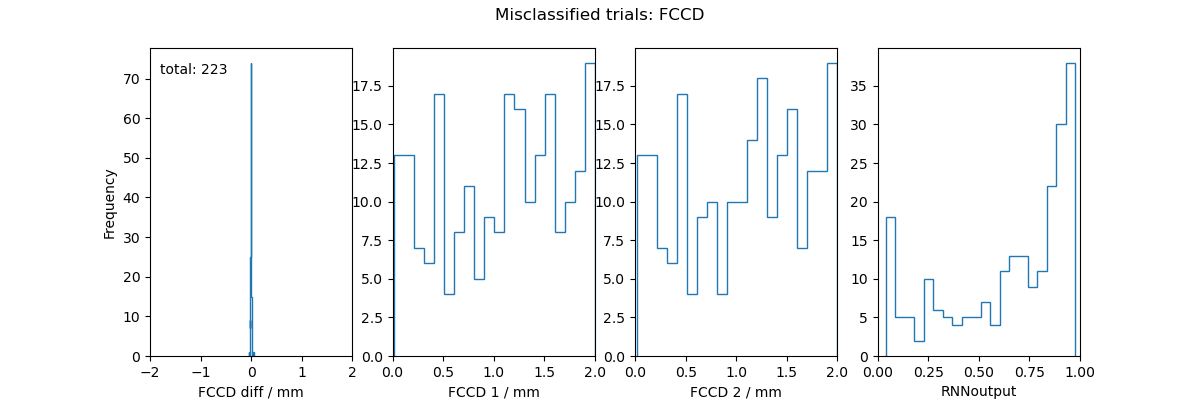 Misclassified trials: FCCD
total: 223
Frequency
70
60
50
40
30
20
10
0
−2 −1 0 1 2
FCCD diff / mm
17.5
15.0
12.5
10.0
7.5
5.0
2.5
0.0
0.0 0.5 1.0 1.5 2.0
FCCD 1 / mm
17.5
15.0
12.5
10.0
7.5
5.0
2.5
0.0
0.0 0.5 1.0 1.5 2.0
FCCD 2 / mm
35
30
25
20
15
10
5
0
0.00 0.25 0.50 0.75 1.00
RNNoutput